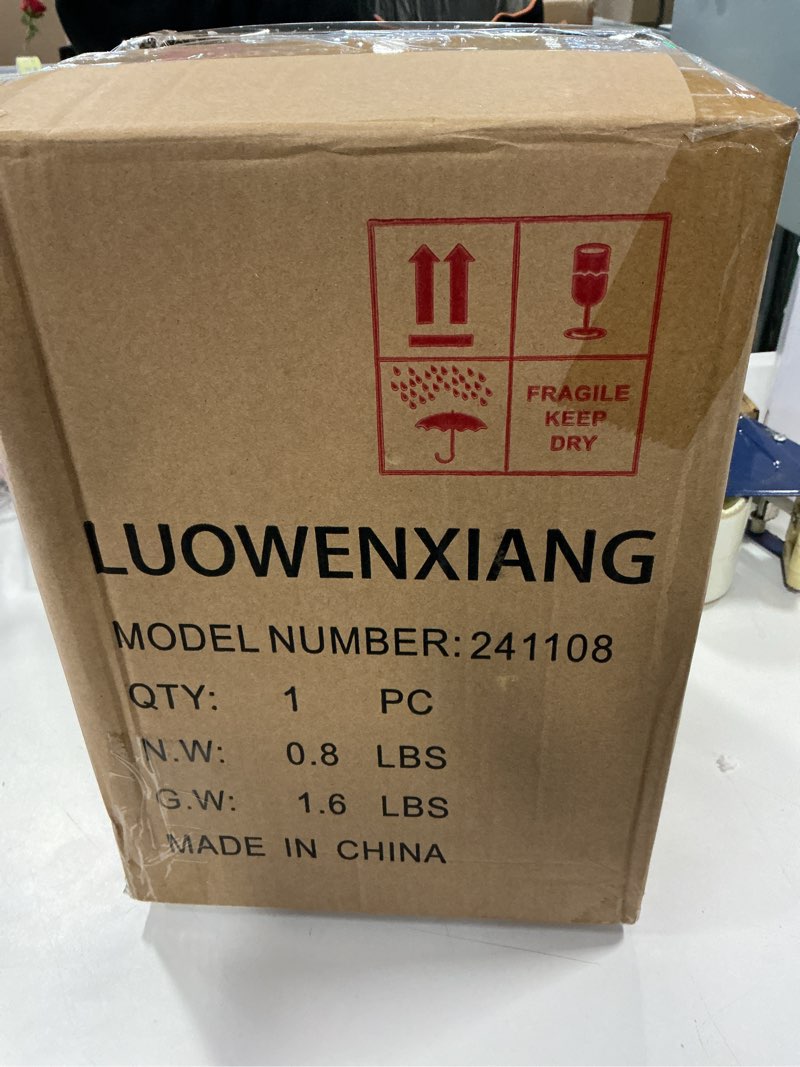 FRAGILE
KEEP
DRY
LUOWENXIANG
MODEL NUMBER: 241108
QTY: 1 PC
N.W: 0.8 LBS
G.W: 1.6 LBS
MADE IN CHINA